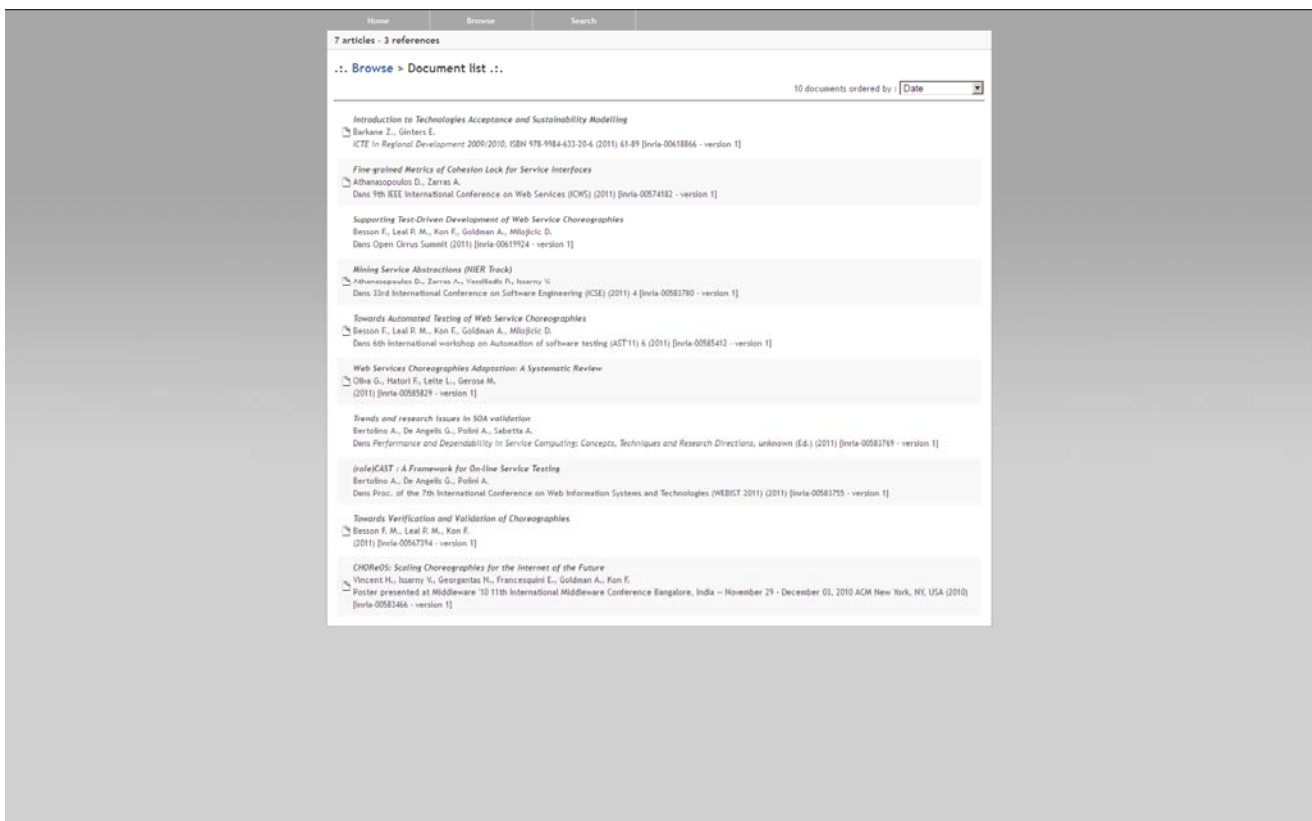 Home Browse Search
7 articles - 3 references
.:. Browse > Document list .:.
10 documents ordered by : Date
Introduction to Technologies Acceptance and Sustainability Modelling
Barkane Z., Ginters E.
ICTE in Regional Development 2009/2010, ISBN 978-9984-633-20-6 (2011) 61-89 [inria-00618866 - version 1]
Fine-grained Metrics of Cohesion Lack for Service Interfaces
Athanasopoulos D., Zarras A.
Dans 9th IEEE International Conference on Web Services (ICWS) (2011) [inria-00574182 - version 1]
Supporting Test-Driven Development of Web Service Choreographies
Besson F., Leal P. M., Kon F., Goldman A., Milojicic D.
Dans Open Cirrus Summit (2011) [inria-00619924 - version 1]
Mining Service Abstractions (NIER Track)
Athanasopoulos D., Zarras A., Vassiliadis P., Issarny V.
Dans 33rd International Conference on Software Engineering (ICSE) (2011) 4 [inria-00583780 - version 1]
Towards Automated Testing of Web Service Choreographies
Besson F., Leal P. M., Kon F., Goldman A., Milojicic D.
Dans 6th international workshop on Automation of software testing (AST'11) 6 (2011) [inria-00585412 - version 1]
Web Services Choreographies Adaptation: A Systematic Review
Oliva G., Hatori F., Leite L., Gerosa M.
(2011) [inria-00585829 - version 1]
Trends and research issues in SOA validation
Bertolino A., De Angelis G., Polini A., Sabetta A.
Dans Performance and Dependability in Service Computing: Concepts, Techniques and Research Directions, unknown (Ed.) (2011) [inria-00583769 - version 1]
(role)CAST : A Framework for On-line Service Testing
Bertolino A., De Angelis G., Polini A.
Dans Proc. of the 7th International Conference on Web Information Systems and Technologies (WEBIST 2011) (2011) [inria-00583755 - version 1]
Towards Verification and Validation of Choreographies
Besson F. M., Leal P. M., Kon F.
(2011) [inria-00567394 - version 1]
CHOReOS: Scaling Choreographies for the Internet of the Future
Vincent H., Issarny V., Georgantas N., Francesquini E., Goldman A., Kon F.
Poster presented at Middleware '10 11th International Middleware Conference Bangalore, India -- November 29 - December 03, 2010 ACM New York, NY, USA (2010)
[inria-00583466 - version 1]